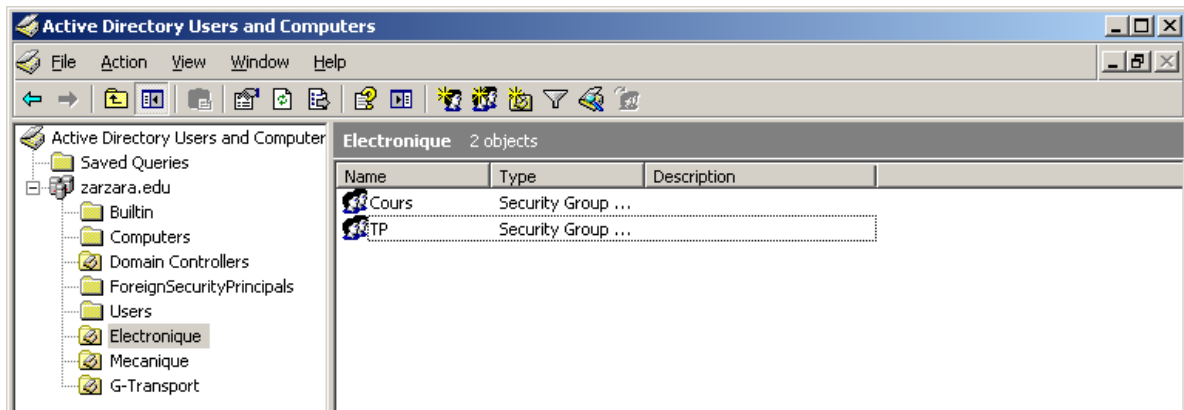 Active Directory Users and Computers
File Action View Window Help
Active Directory Users and Computer
Saved Queries
zarzara.edu
Builtin
Computers
Domain Controllers
ForeignSecurityPrincipals
Users
Electronique
Mecanique
G-Transport
Electronique 2 objects
Name Type Description
Cours Security Group ...
TP Security Group ...